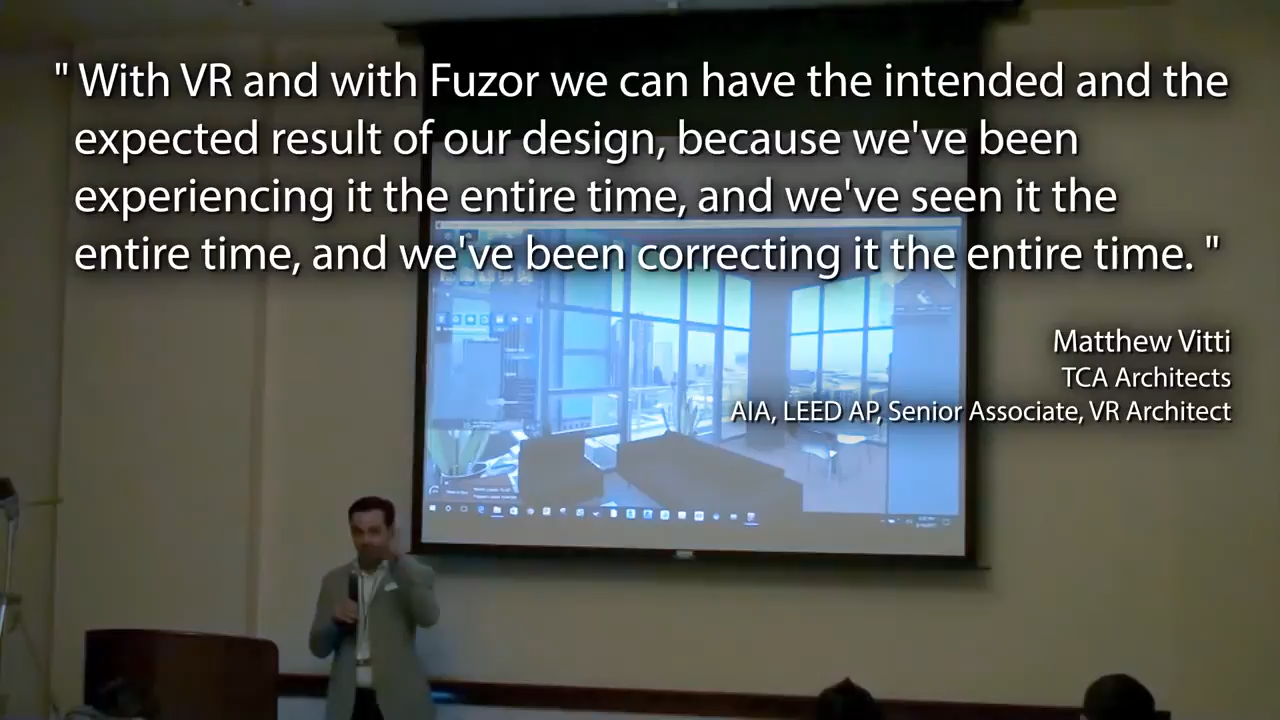 " With VR and with Fuzor we can have the intended and the
expected result of our design, because we've been
experiencing it the entire time, and we've seen it the
entire time, and we've been correcting it the entire time. "
Matthew Vitti
TCA Architects
AIA, LEED AP, Senior Associate, VR Architect